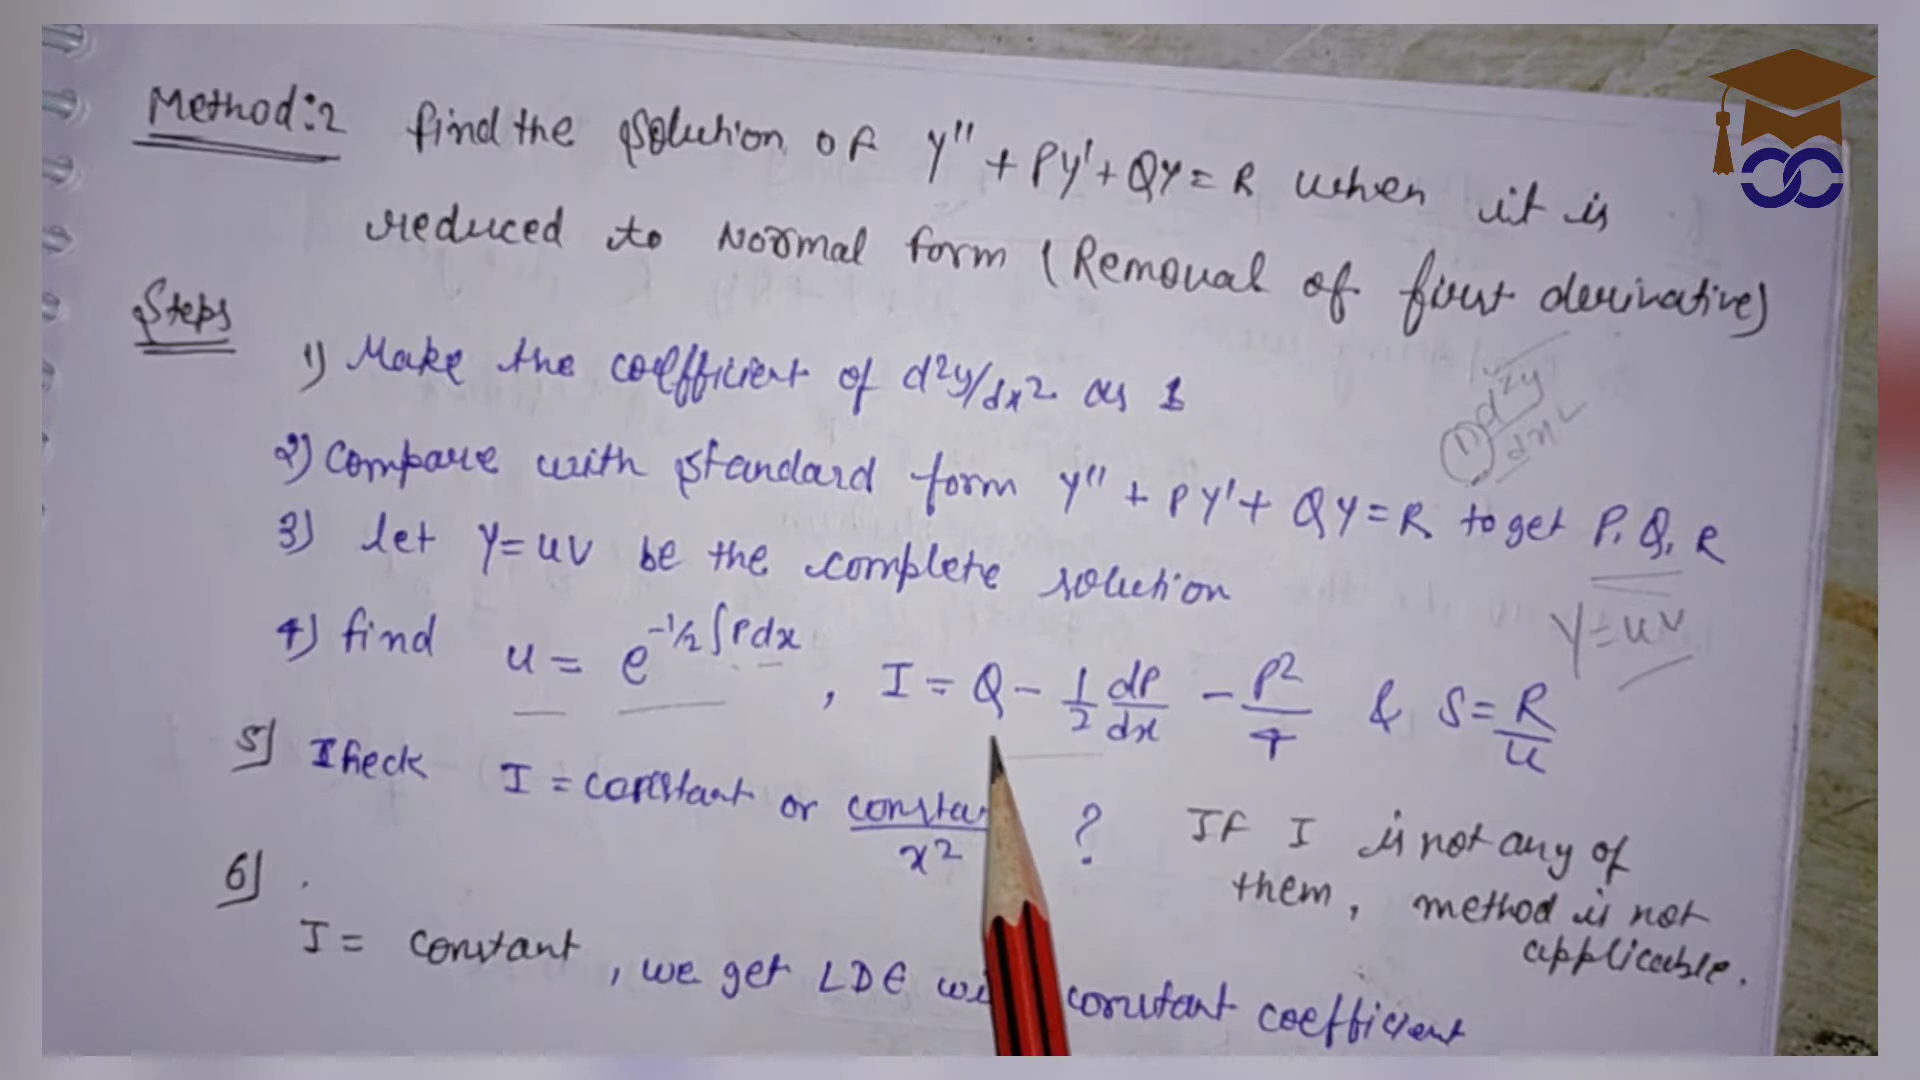 Method:2 find the solution of y'' + Py' + Qy = R when it is
reduced to Normal form (Removal of first derivative)
Steps
1) Make the coefficient of d²y/dx² as 1
1) d²y/dx²
2) Compare with standard form y'' + Py' + Qy = R to get P, Q, R
3) let y = uv be the complete solution
y = uv
4) find u = e^{-1/2 ∫Pdx} , I = Q - 1/2 dP/dx - P²/4 & S = R/u
5) Check I = constant or /x² ? If I is not any of
them, method is not
applicable.
6)
I = constant , we get LDE constant coefficient